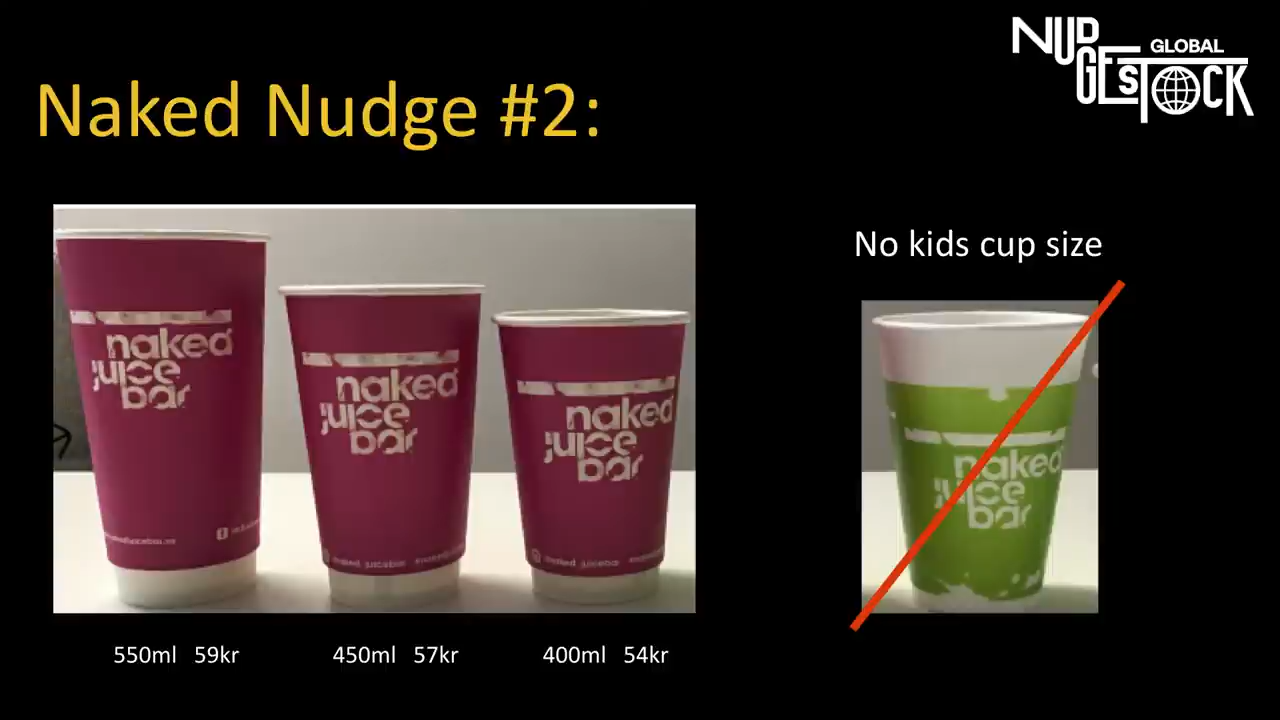 NUDGESTOCK
GLOBAL
Naked Nudge #2:
No kids cup size
naked
juice
bar
naked
juice
bar
naked
juice
bar
naked
juice
bar
550ml 59kr
450ml 57kr
400ml 54kr